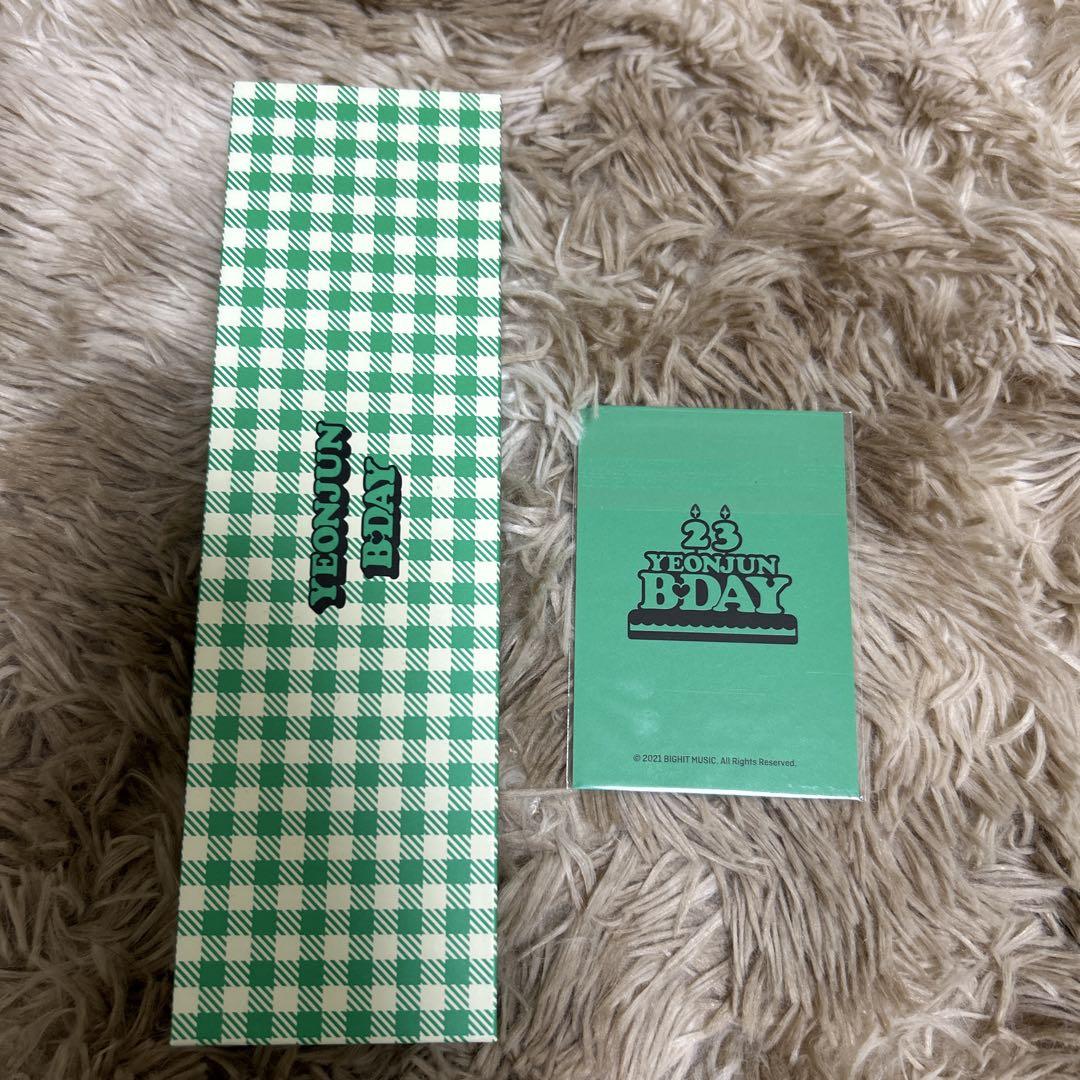 YEONJUN
B♥DAY
23
YEONJUN
B♥DAY
© 2021 BIGHIT MUSIC. All Rights Reserved.